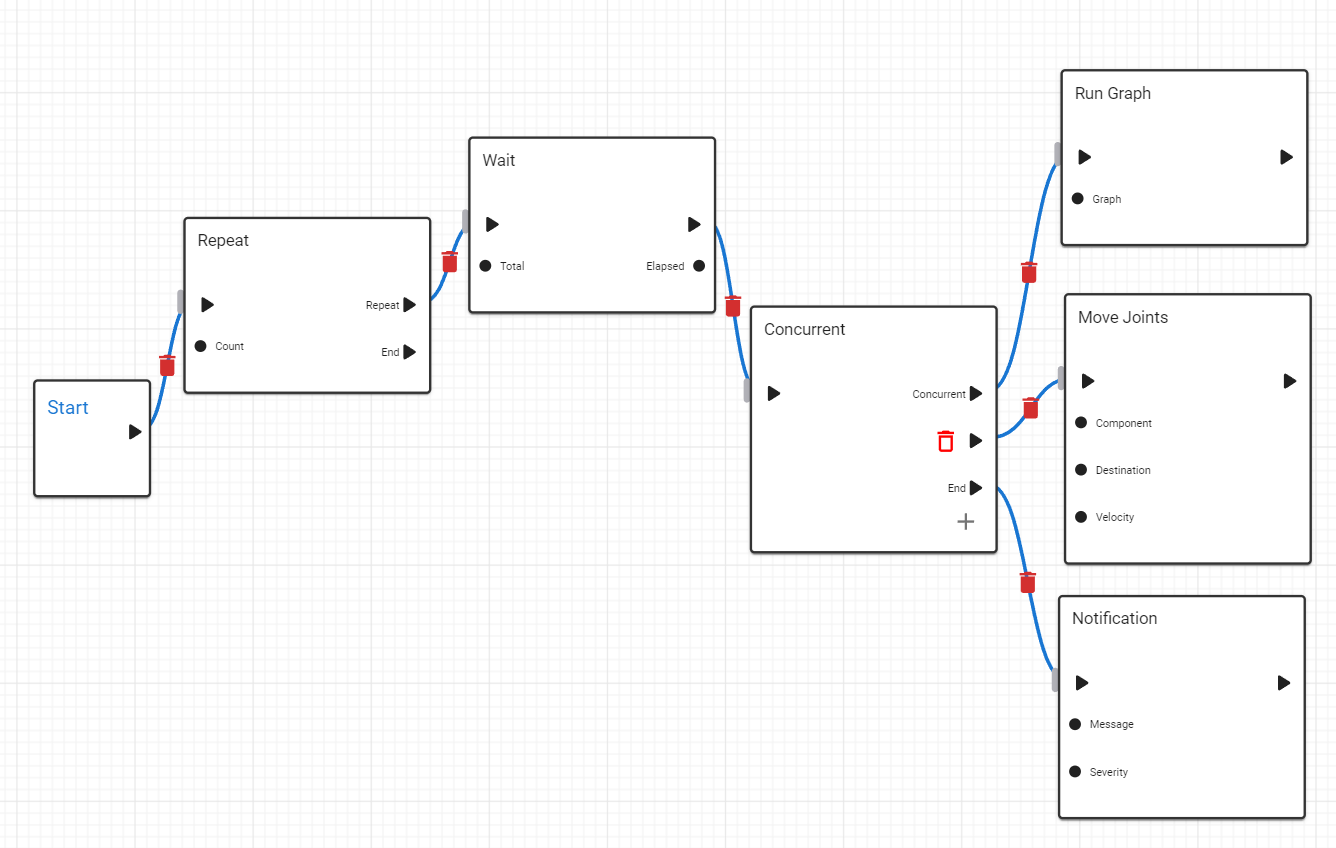 Start
Repeat
Repeat
Count
End
Wait
Total
Elapsed
Concurrent
Concurrent
End
Run Graph
Graph
Move Joints
Component
Destination
Velocity
Notification
Message
Severity